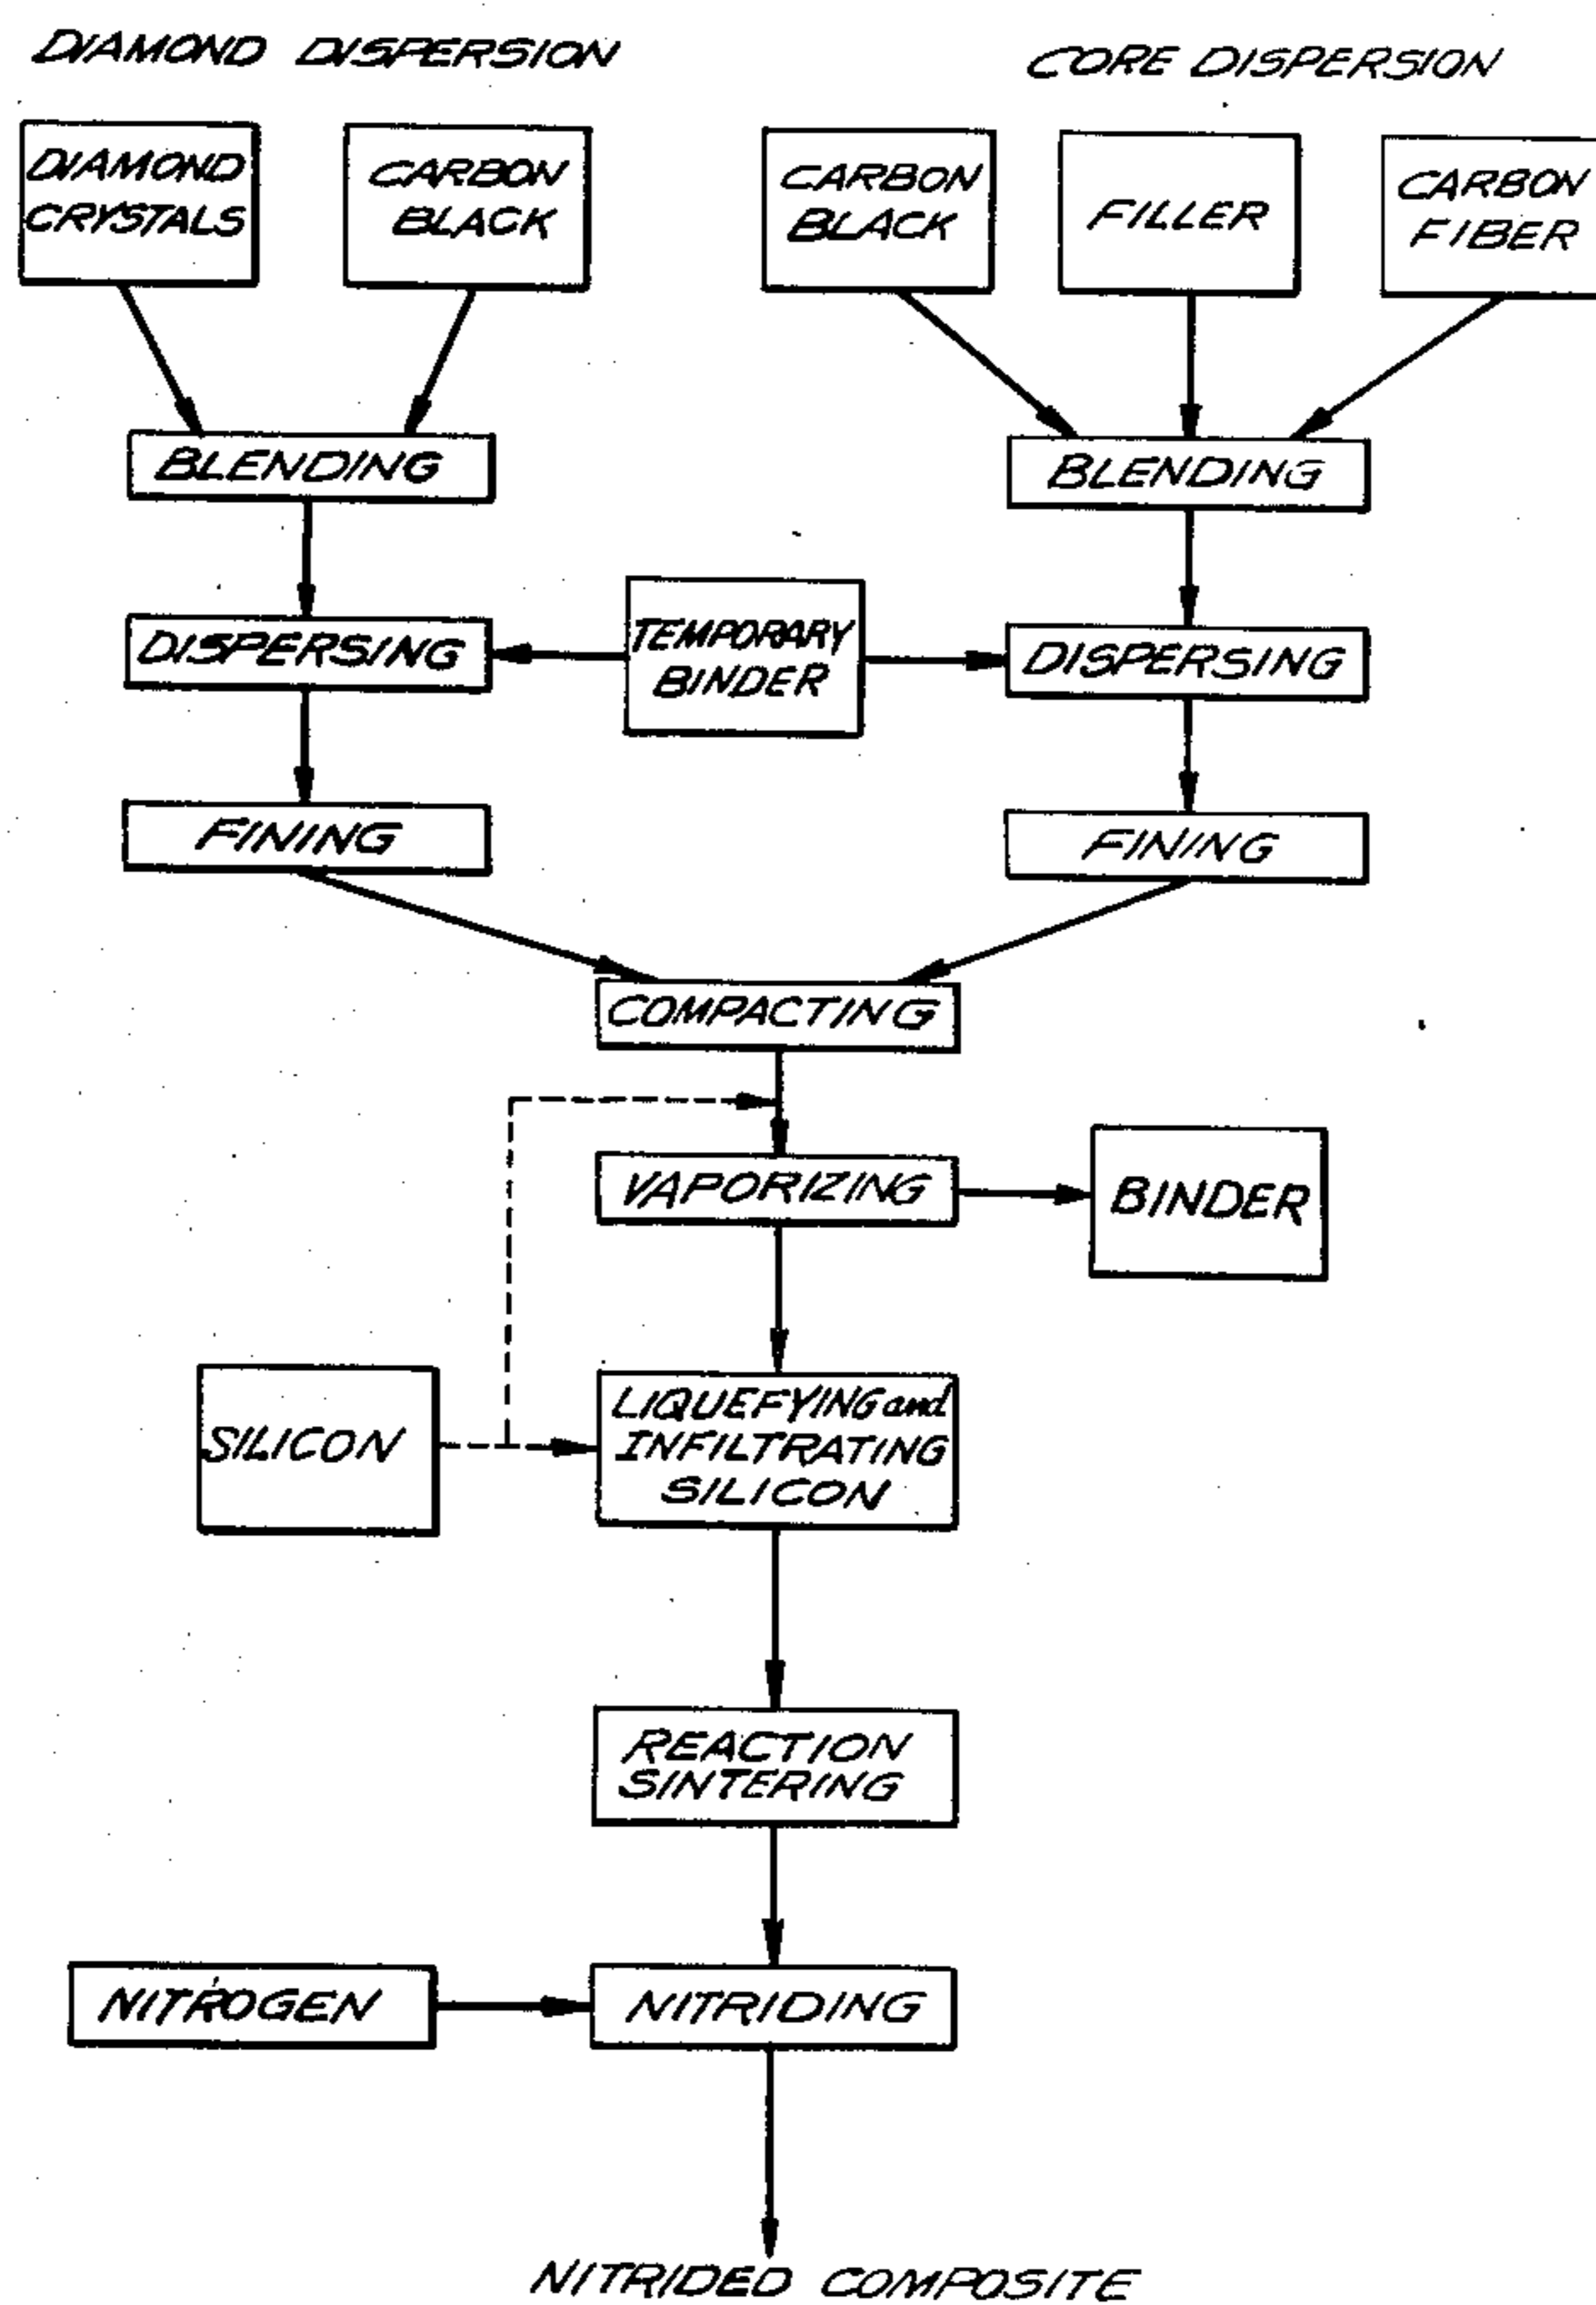 DIAMOND DISPERSION
CORE DISPERSION
DIAMOND
CRYSTALS
CARBON
BLACK
CARBON
BLACK
FILLER
CARBON
FIBER
BLENDING
BLENDING
DISPERSING
TEMPORARY
BINDER
DISPERSING
FINING
FINING
COMPACTING
VAPORIZING
BINDER
SILICON
LIQUEFYING and
INFILTRATING
SILICON
REACTION
SINTERING
NITROGEN
NITRIDING
NITRIDED COMPOSITE